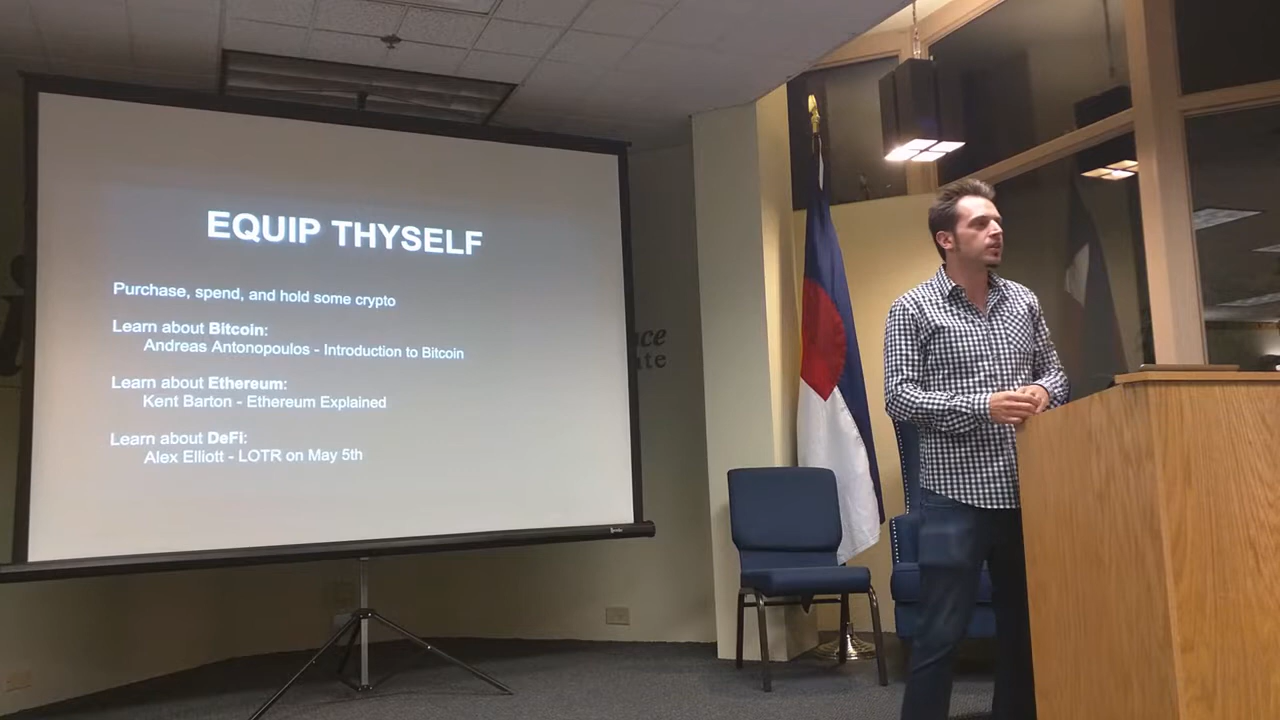 EQUIP THYSELF
Purchase, spend, and hold some crypto
Learn about Bitcoin:
Andreas Antonopoulos - Introduction to Bitcoin
Learn about Ethereum:
Kent Barton - Ethereum Explained
Learn about DeFi:
Alex Elliott - LOTR on May 5th